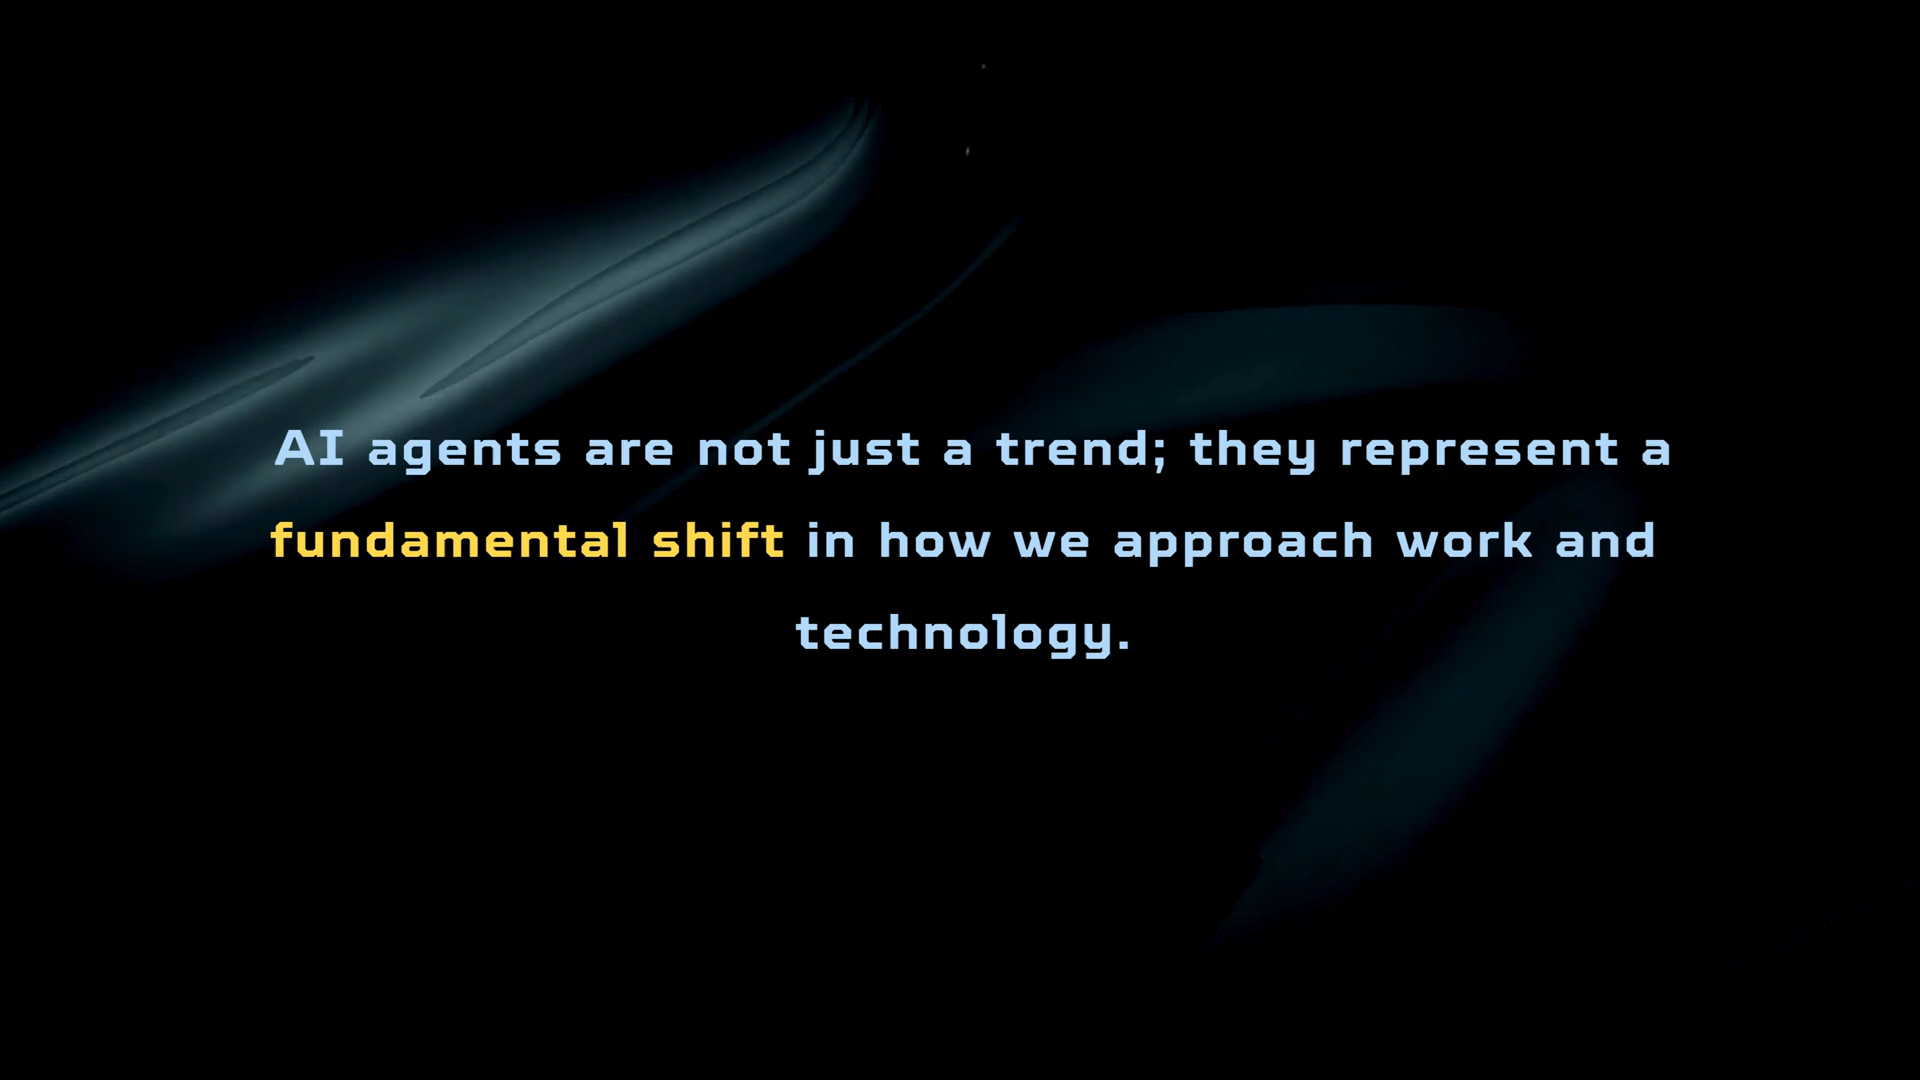 AI agents are not just a trend; they represent a
fundamental shift in how we approach work and
technology.